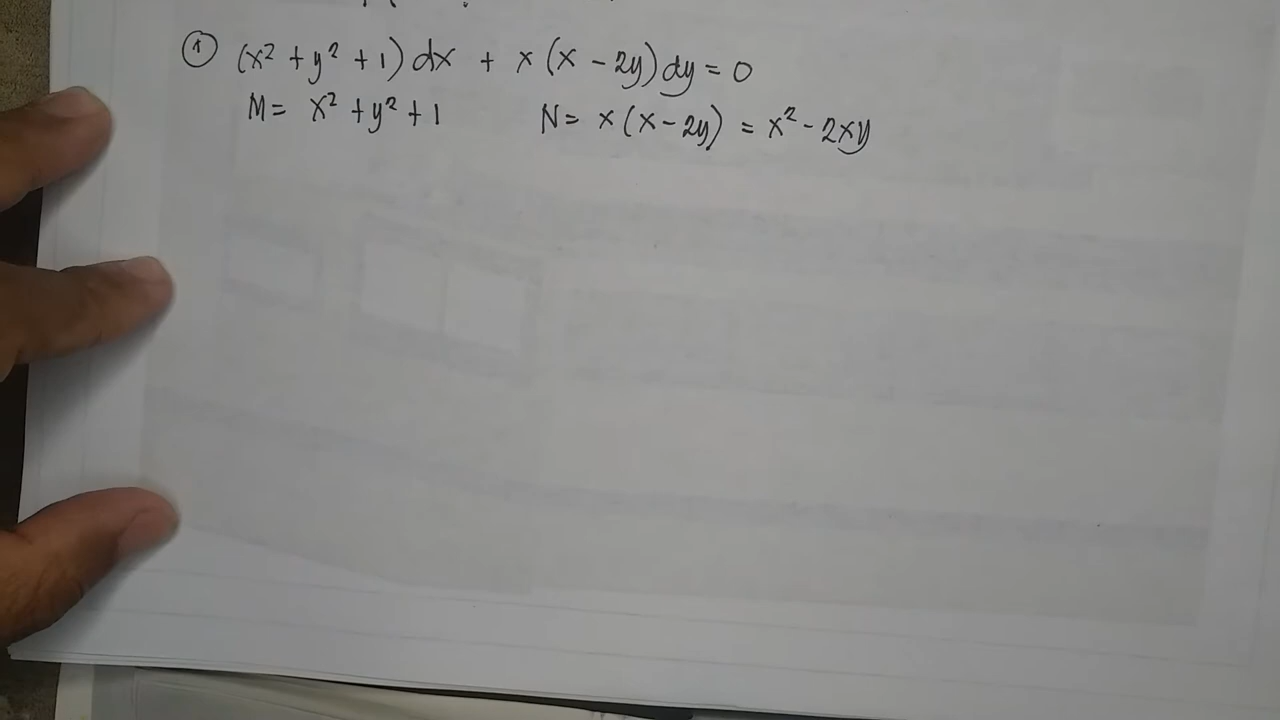 ① (x² + y² + 1) dx + x (x - 2y) dy = 0
M = x² + y² + 1 N = x (x - 2y) = x² - 2xy